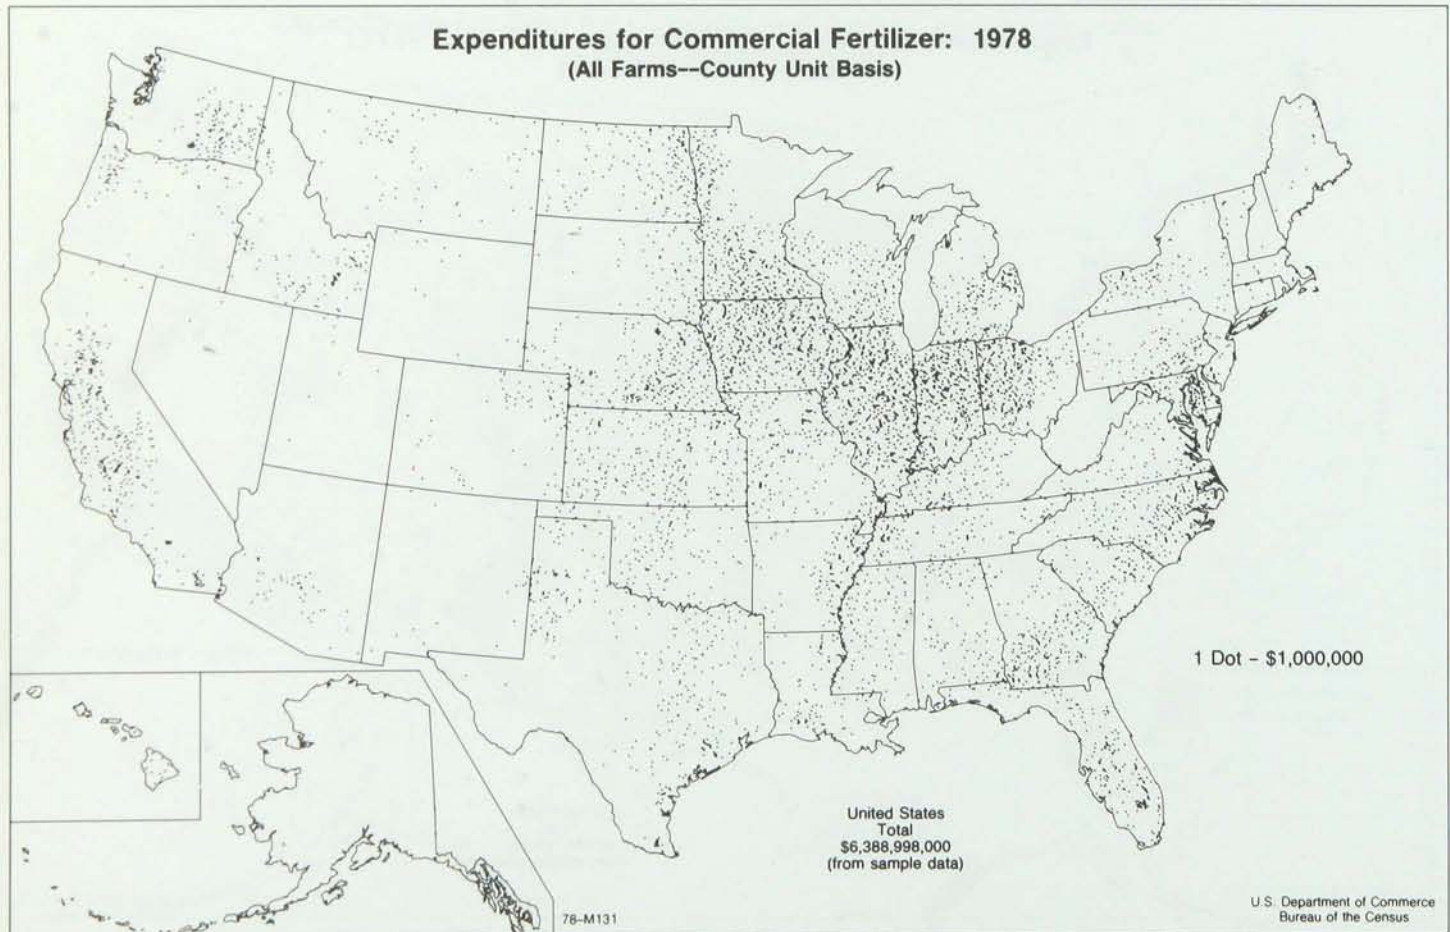 Expenditures for Commercial Fertilizer: 1978
(All Farms--County Unit Basis)
1 Dot - $1,000,000
United States
Total
$6,388,998,000
(from sample data)
78-M131
U.S. Department of Commerce
Bureau of the Census